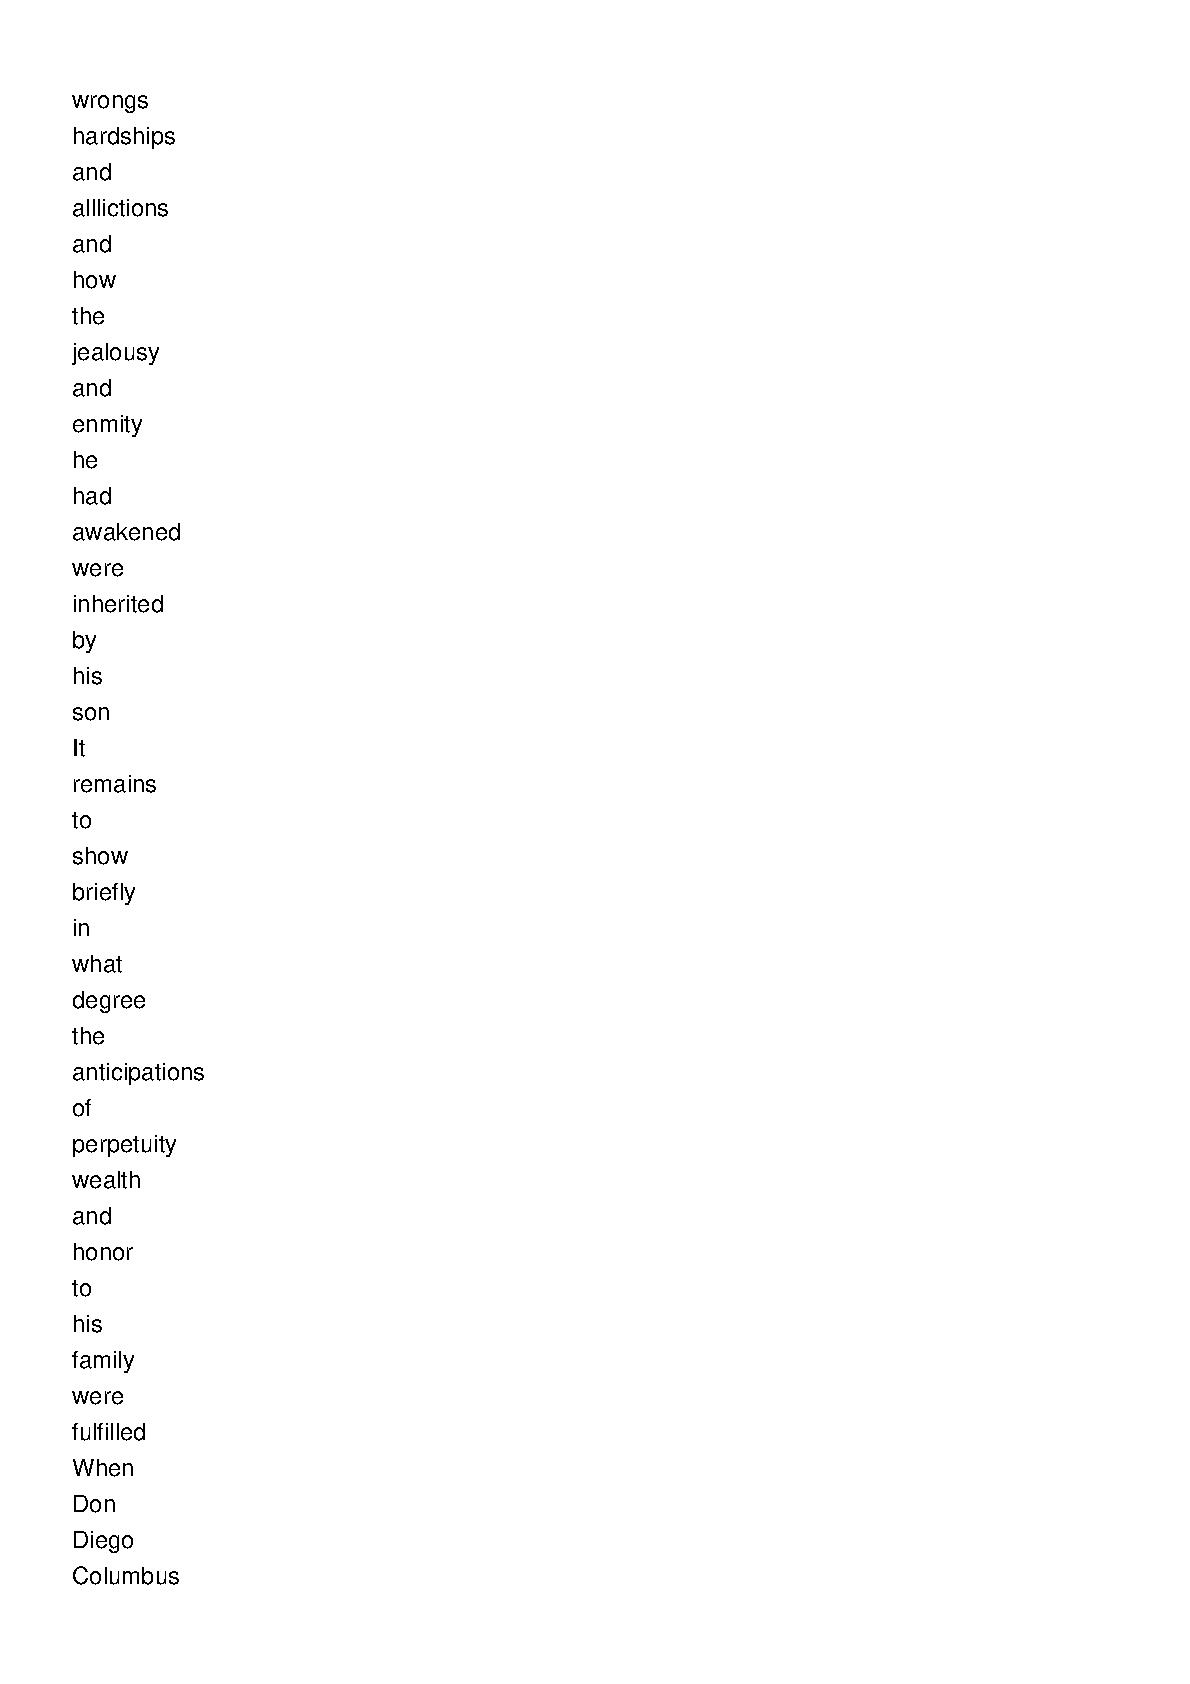 wrongs
hardships
and
alllictions
and
how
the
jealousy
and
enmity
he
had
awakened
were
inherited
by
his
son
It
remains
to
show
briefly
in
what
degree
the
anticipations
of
perpetuity
wealth
and
honor
to
his
family
were
fulfilled
When
Don
Diego
Columbus